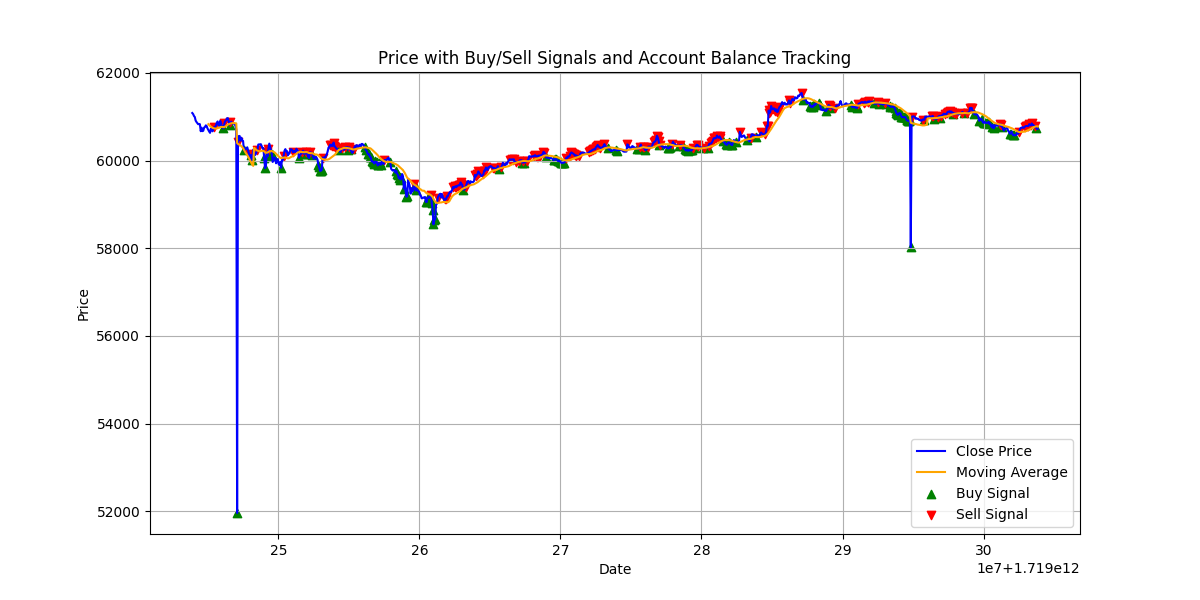 Price with Buy/Sell Signals and Account Balance Tracking
62000
60000
58000
56000
54000
52000
Price
Close Price
Moving Average
Buy Signal
Sell Signal
25 26 27 28 29 30
Date
1e7+1.719e12